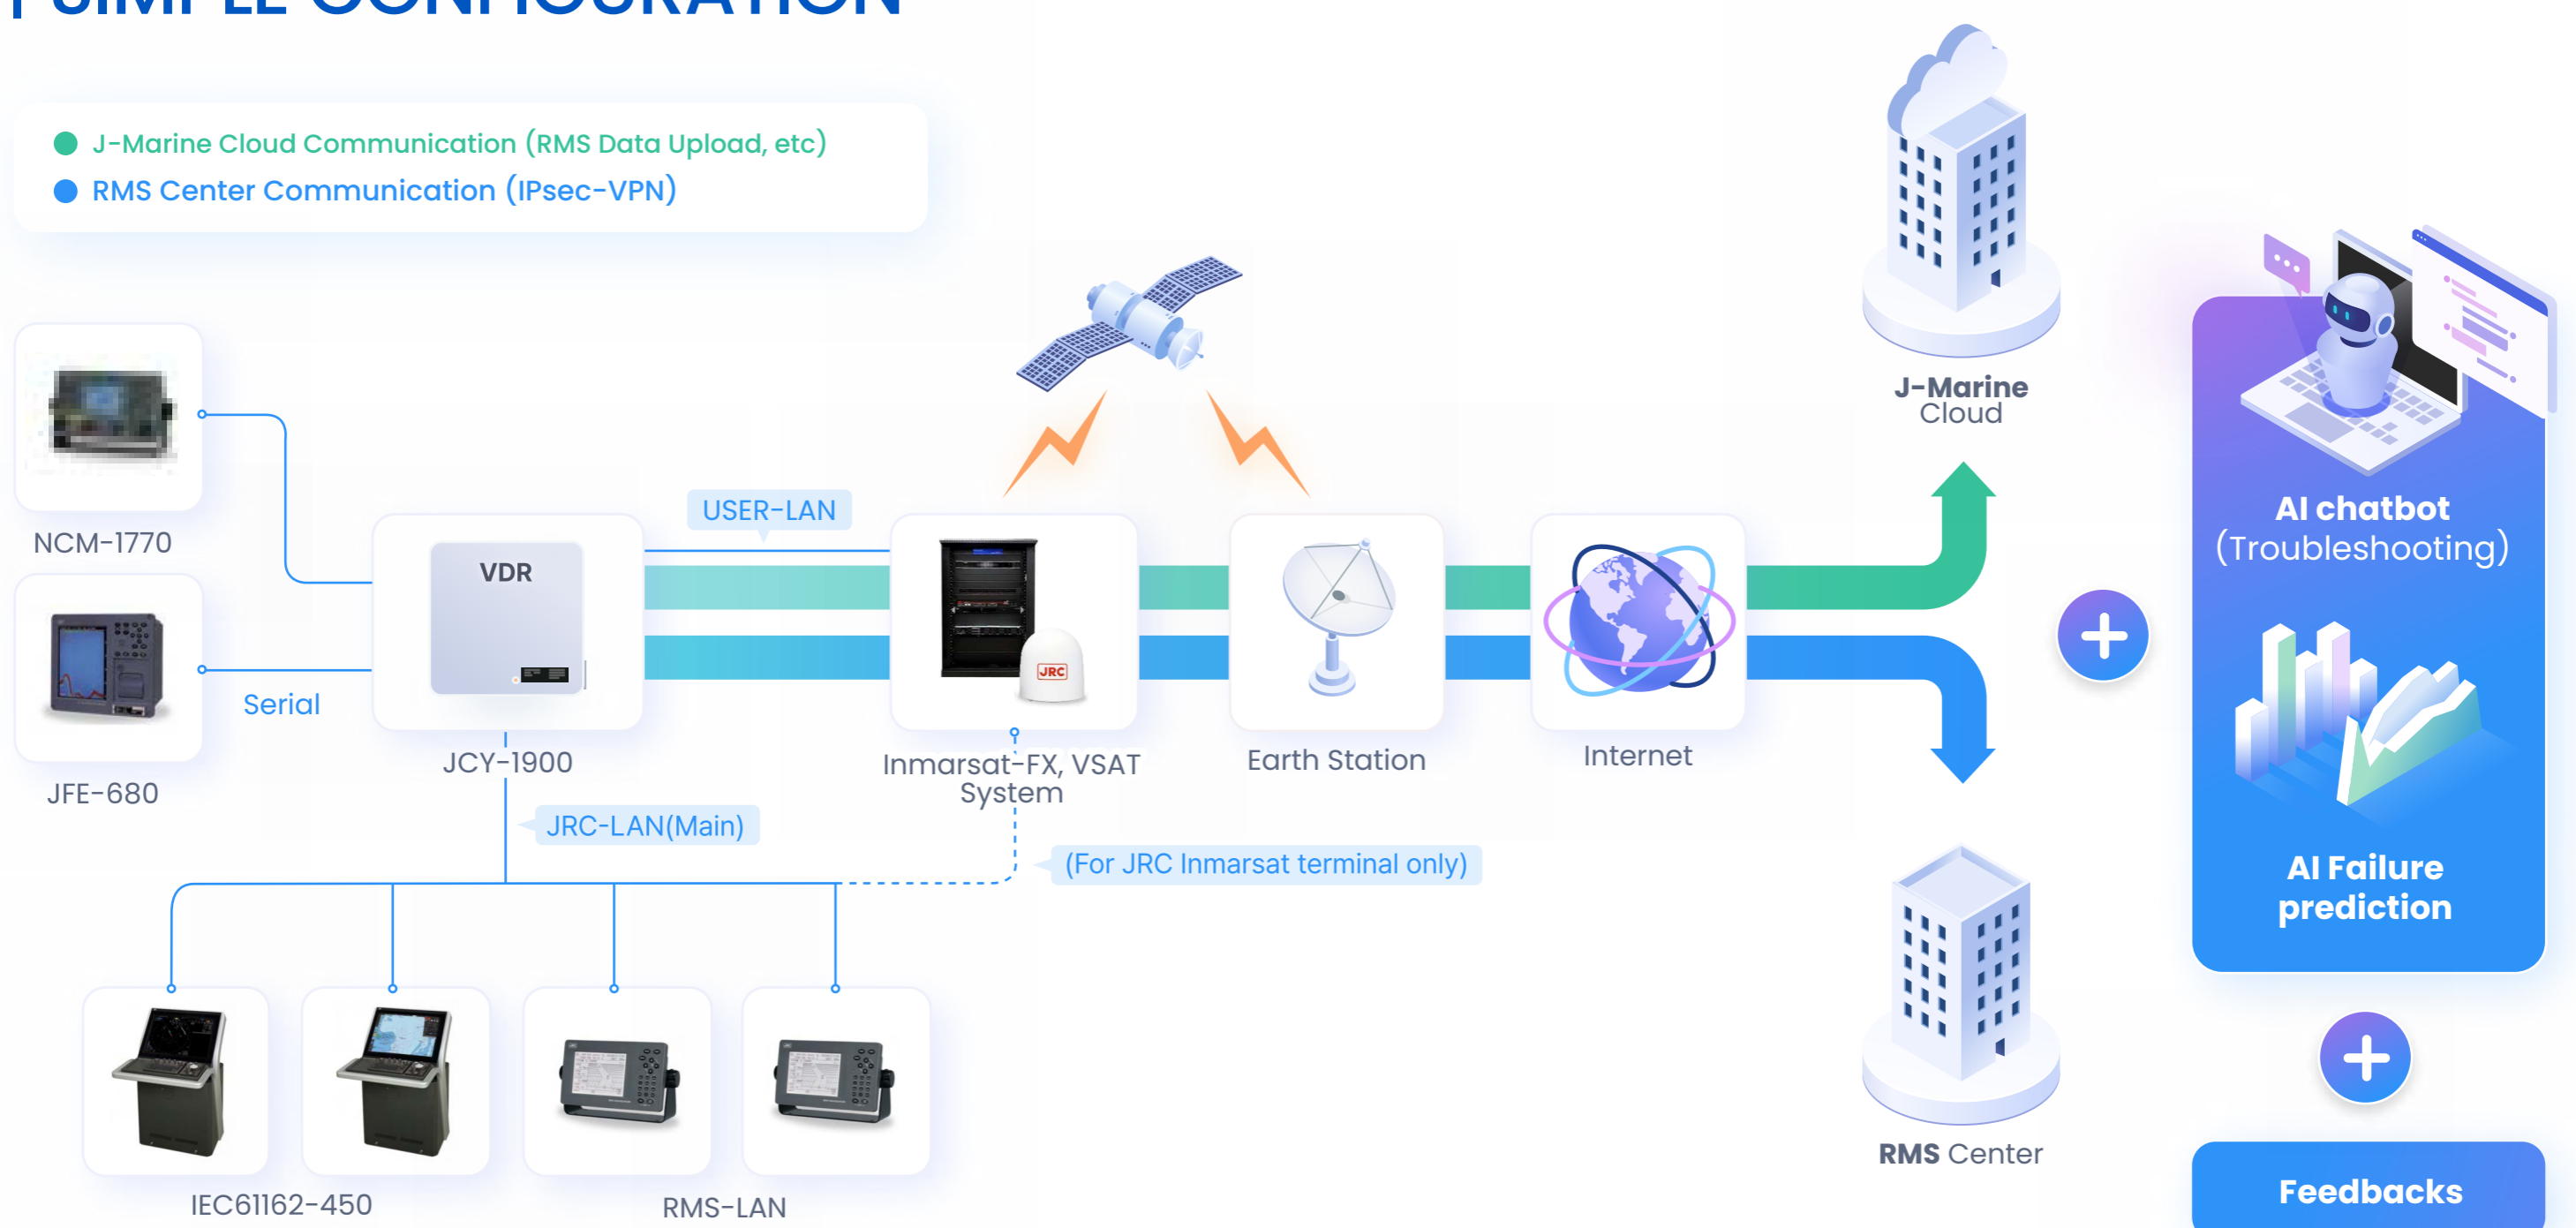 SIMPLE CONFIGURATION
J-Marine Cloud Communication (RMS Data Upload, etc)
RMS Center Communication (IPsec-VPN)
J-Marine
Cloud
NCM-1770
USER-LAN
VDR
JRC
AI chatbot
(Troubleshooting)
Serial
JFE-680
JCY-1900
Inmarsat-FX, VSAT
System
Earth Station
Internet
JRC-LAN(Main)
(For JRC Inmarsat terminal only)
AI Failure
prediction
RMS Center
IEC61162-450
RMS-LAN
Feedbacks